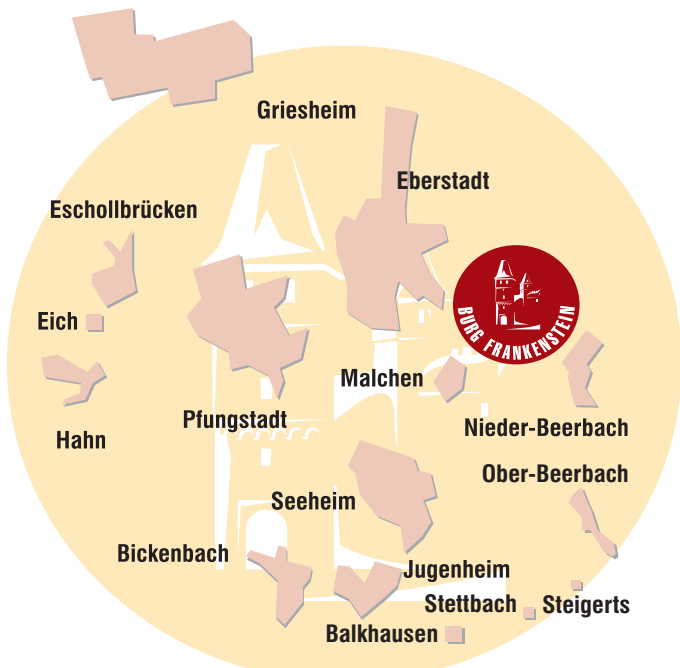 Griesheim
Eberstadt
Eschollbrücken
BURG FRANKENSTEIN
Eich
Malchen
Pfungstadt
Nieder-Beerbach
Hahn
Ober-Beerbach
Seeheim
Bickenbach
Jugenheim
Stettbach
Steigerts
Balkhausen